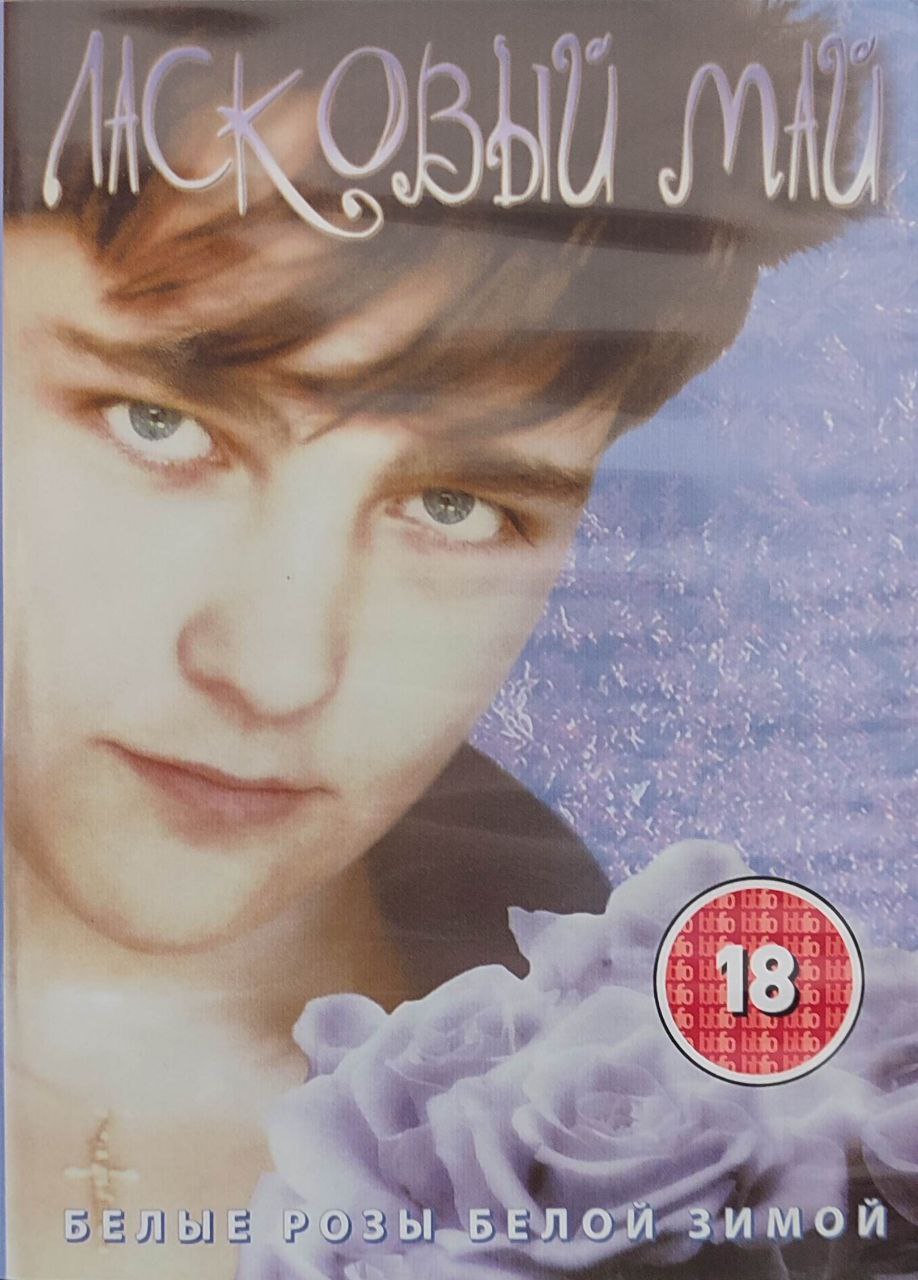 ЛАСКОВЫЙ МАЙ
18
БЕЛЫЕ РОЗЫ БЕЛОЙ ЗИМОЙ